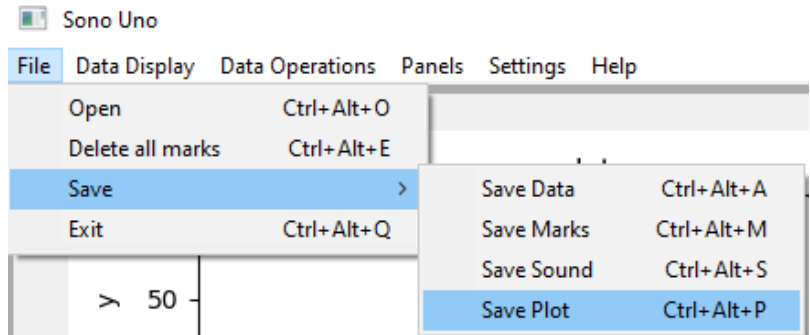 Sono Uno
File Data Display Data Operations Panels Settings Help
Open Ctrl+Alt+O
Delete all marks Ctrl+Alt+E
Save >
Exit Ctrl+Alt+Q
Save Data Ctrl+Alt+A
Save Marks Ctrl+Alt+M
Save Sound Ctrl+Alt+S
Save Plot Ctrl+Alt+P
y 50